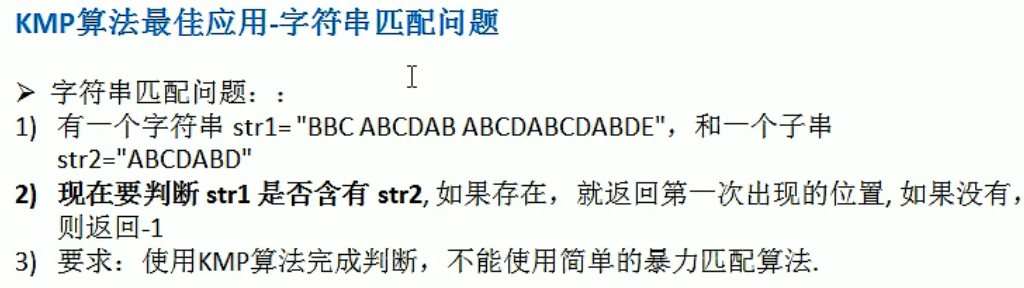 KMP算法最佳应用-字符串匹配问题
➤ 字符串匹配问题：：
1) 有一个字符串 str1= "BBC ABCDAB ABCDABCDABDE"，和一个子串
str2="ABCDABD"
2) 现在要判断 str1 是否含有 str2, 如果存在，就返回第一次出现的位置, 如果没有，
则返回-1
3) 要求：使用KMP算法完成判断，不能使用简单的暴力匹配算法.